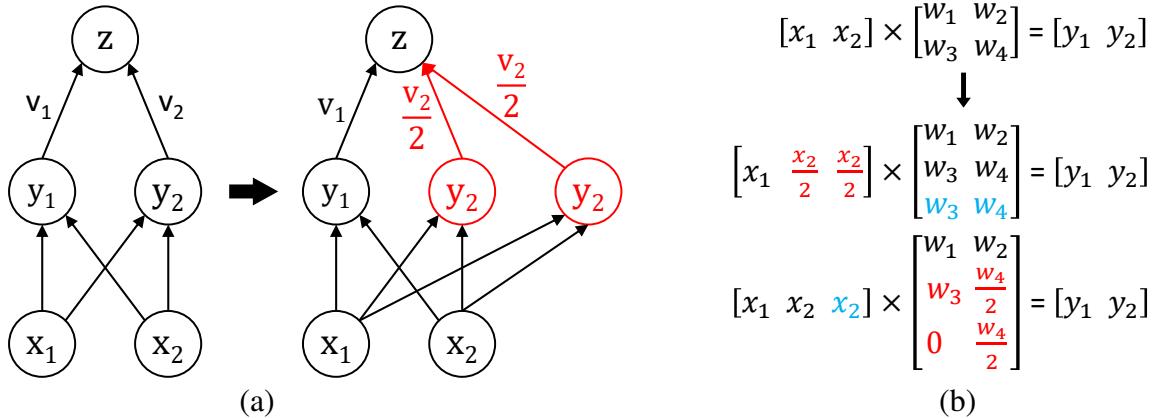 z
v₁
v₂
y₁
y₂
x₁
x₂
z
v₁
v₂/2
v₂/2
y₁
y₂
y₂
x₁
x₂
(a)
[x₁ x₂] × [w₁ w₂; w₃ w₄] = [y₁ y₂]
[x₁ x₂/2 x₂/2] × [w₁ w₂; w₃ w₄; w₃ w₄] = [y₁ y₂]
[x₁ x₂ x₂] × [w₁ w₂; w₃ w₄/2; 0 w₄/2] = [y₁ y₂]
(b)